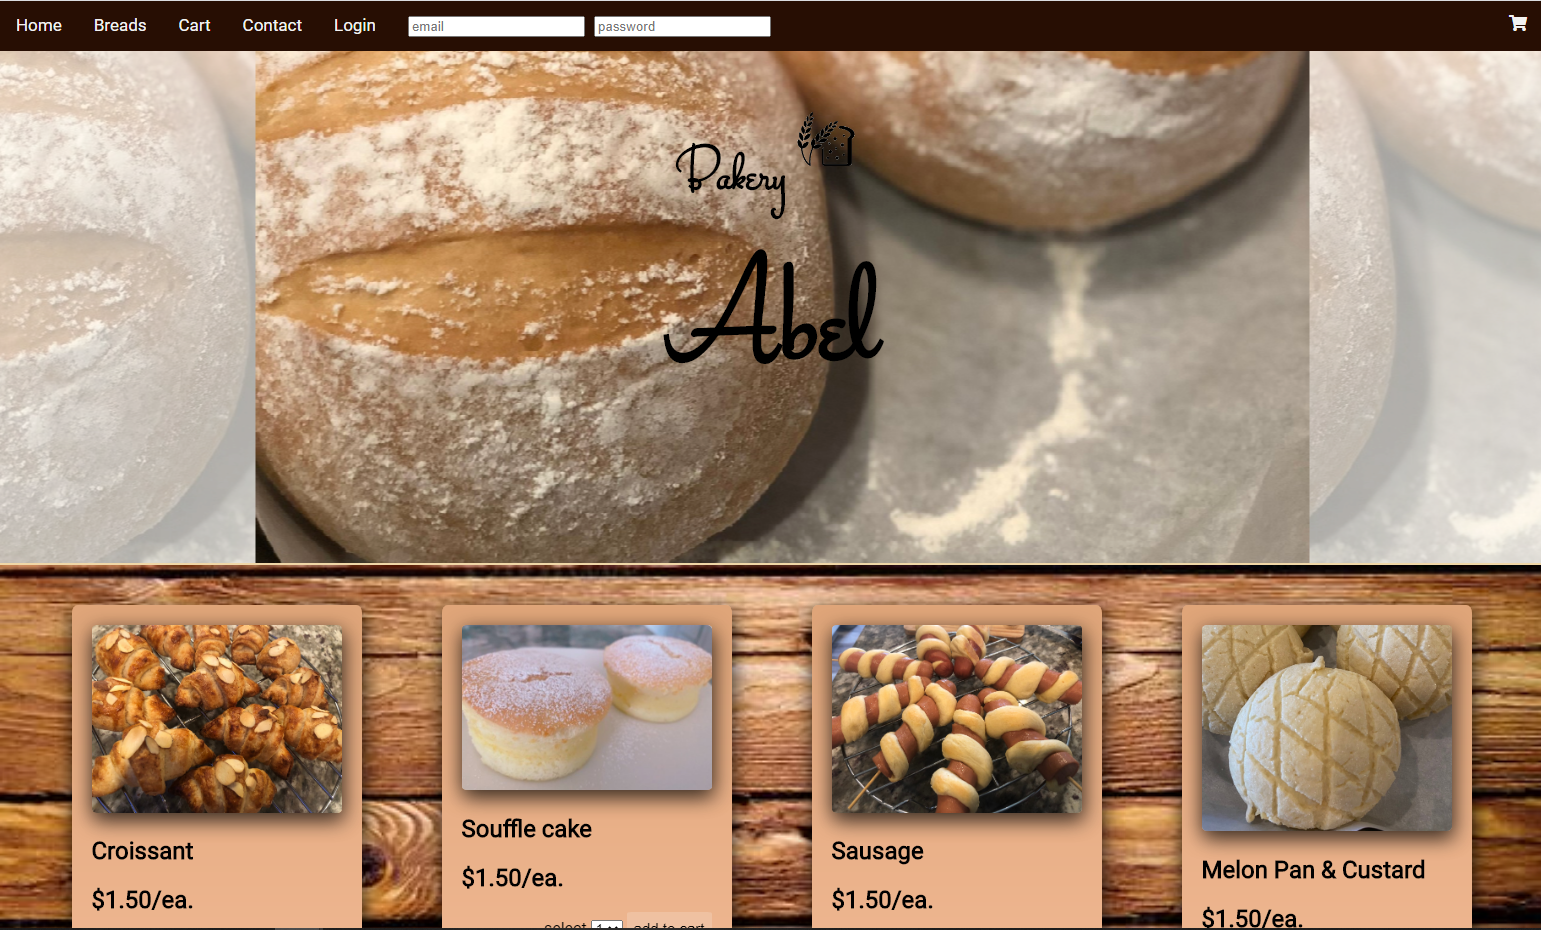 Home Breads Cart Contact Login email password
Bakery
Abel
Croissant
$1.50/ea.
Souffle cake
$1.50/ea.
select 1 add to cart
Sausage
$1.50/ea.
Melon Pan & Custard
$1.50/ea.